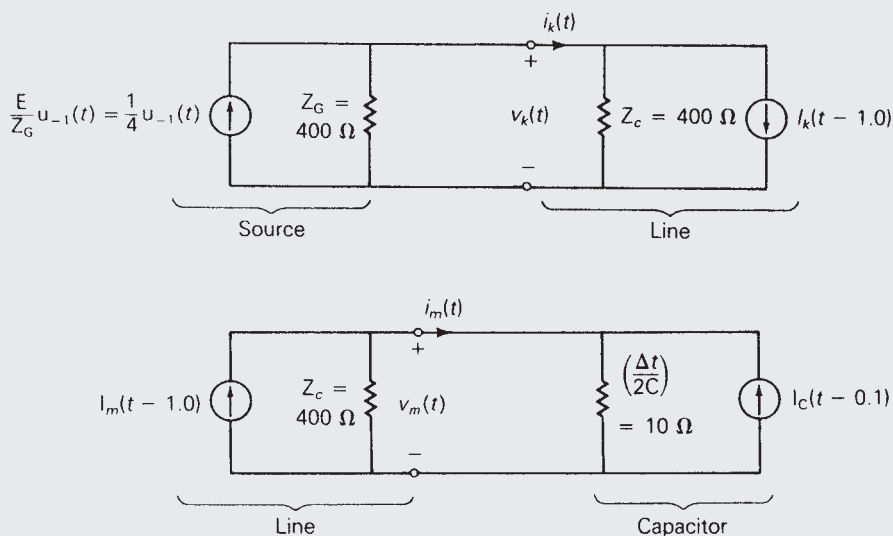 i_k(t)
+
E/Z_G u_{-1}(t) = 1/4 u_{-1}(t)
Z_G =
400 Ω
v_k(t)
Z_c = 400 Ω
I_k(t − 1.0)
−
Source
Line
i_m(t)
+
I_m(t − 1.0)
Z_c =
400 Ω
v_m(t)
(Δt/2C)
= 10 Ω
I_C(t − 0.1)
−
Line
Capacitor